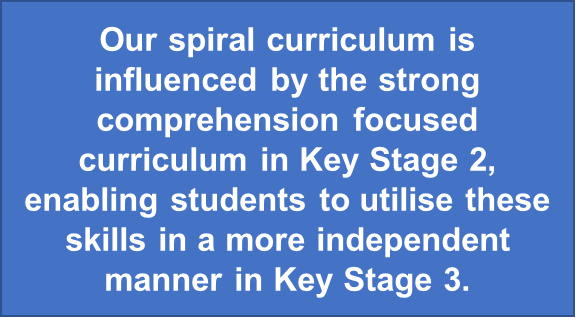 Our spiral curriculum is
influenced by the strong
comprehension focused
curriculum in Key Stage 2,
enabling students to utilise these
skills in a more independent
manner in Key Stage 3.